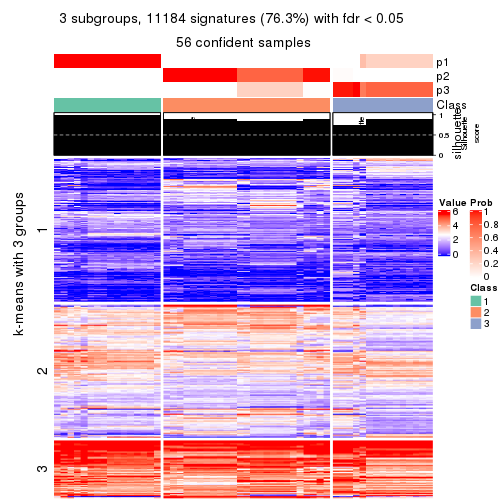 3 subgroups, 11184 signatures (76.3%) with fdr < 0.05
56 confident samples
p1
p2
p3
Class
1
0.5
0
silhouette
Silhouette
score
k-means with 3 groups
1
2
3
Value
6
4
2
0
Prob
1
0.8
0.6
0.4
0.2
0
Class
1
2
3